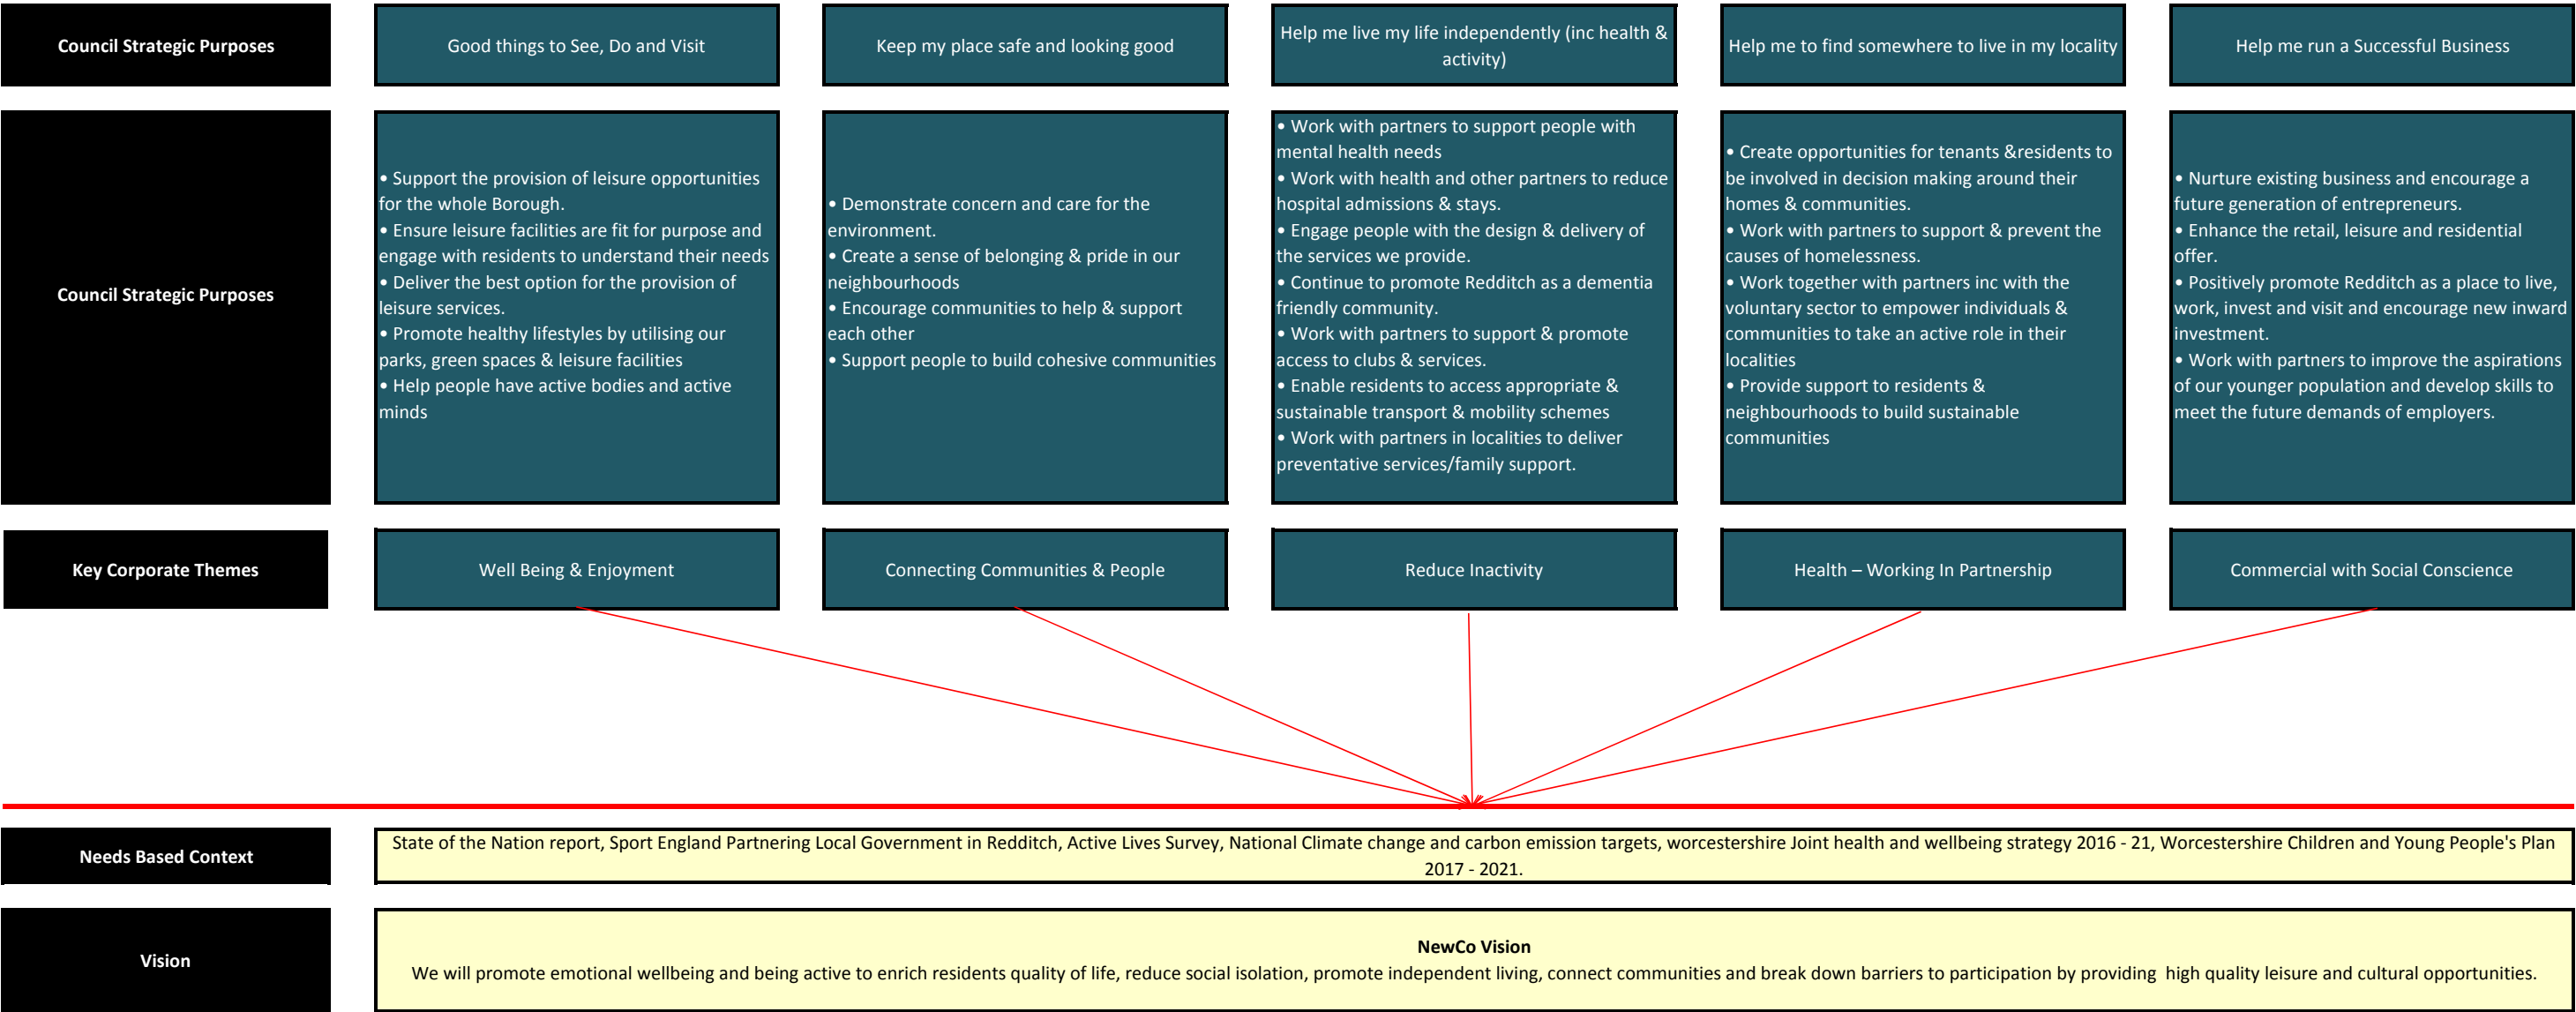 Council Strategic Purposes
Good things to See, Do and Visit
Keep my place safe and looking good
Help me live my life independently (inc health &
activity)
Help me to find somewhere to live in my locality
Help me run a Successful Business
Council Strategic Purposes
• Support the provision of leisure opportunities
for the whole Borough.
• Ensure leisure facilities are fit for purpose and
engage with residents to understand their needs
• Deliver the best option for the provision of
leisure services.
• Promote healthy lifestyles by utilising our
parks, green spaces & leisure facilities
• Help people have active bodies and active
minds
• Demonstrate concern and care for the
environment.
• Create a sense of belonging & pride in our
neighbourhoods
• Encourage communities to help & support
each other
• Support people to build cohesive communities
• Work with partners to support people with
mental health needs
• Work with health and other partners to reduce
hospital admissions & stays.
• Engage people with the design & delivery of
the services we provide.
• Continue to promote Redditch as a dementia
friendly community.
• Work with partners to support & promote
access to clubs & services.
• Enable residents to access appropriate &
sustainable transport & mobility schemes
• Work with partners in localities to deliver
preventative services/family support.
• Create opportunities for tenants &residents to
be involved in decision making around their
homes & communities.
• Work with partners to support & prevent the
causes of homelessness.
• Work together with partners inc with the
voluntary sector to empower individuals &
communities to take an active role in their
localities
• Provide support to residents &
neighbourhoods to build sustainable
communities
• Nurture existing business and encourage a
future generation of entrepreneurs.
• Enhance the retail, leisure and residential
offer.
• Positively promote Redditch as a place to live,
work, invest and visit and encourage new inward
investment.
• Work with partners to improve the aspirations
of our younger population and develop skills to
meet the future demands of employers.
Key Corporate Themes
Well Being & Enjoyment
Connecting Communities & People
Reduce Inactivity
Health – Working In Partnership
Commercial with Social Conscience
Needs Based Context
State of the Nation report, Sport England Partnering Local Government in Redditch, Active Lives Survey, National Climate change and carbon emission targets, worcestershire Joint health and wellbeing strategy 2016 - 21, Worcestershire Children and Young People's Plan
2017 - 2021.
Vision
NewCo Vision
We will promote emotional wellbeing and being active to enrich residents quality of life, reduce social isolation, promote independent living, connect communities and break down barriers to participation by providing  high quality leisure and cultural opportunities.